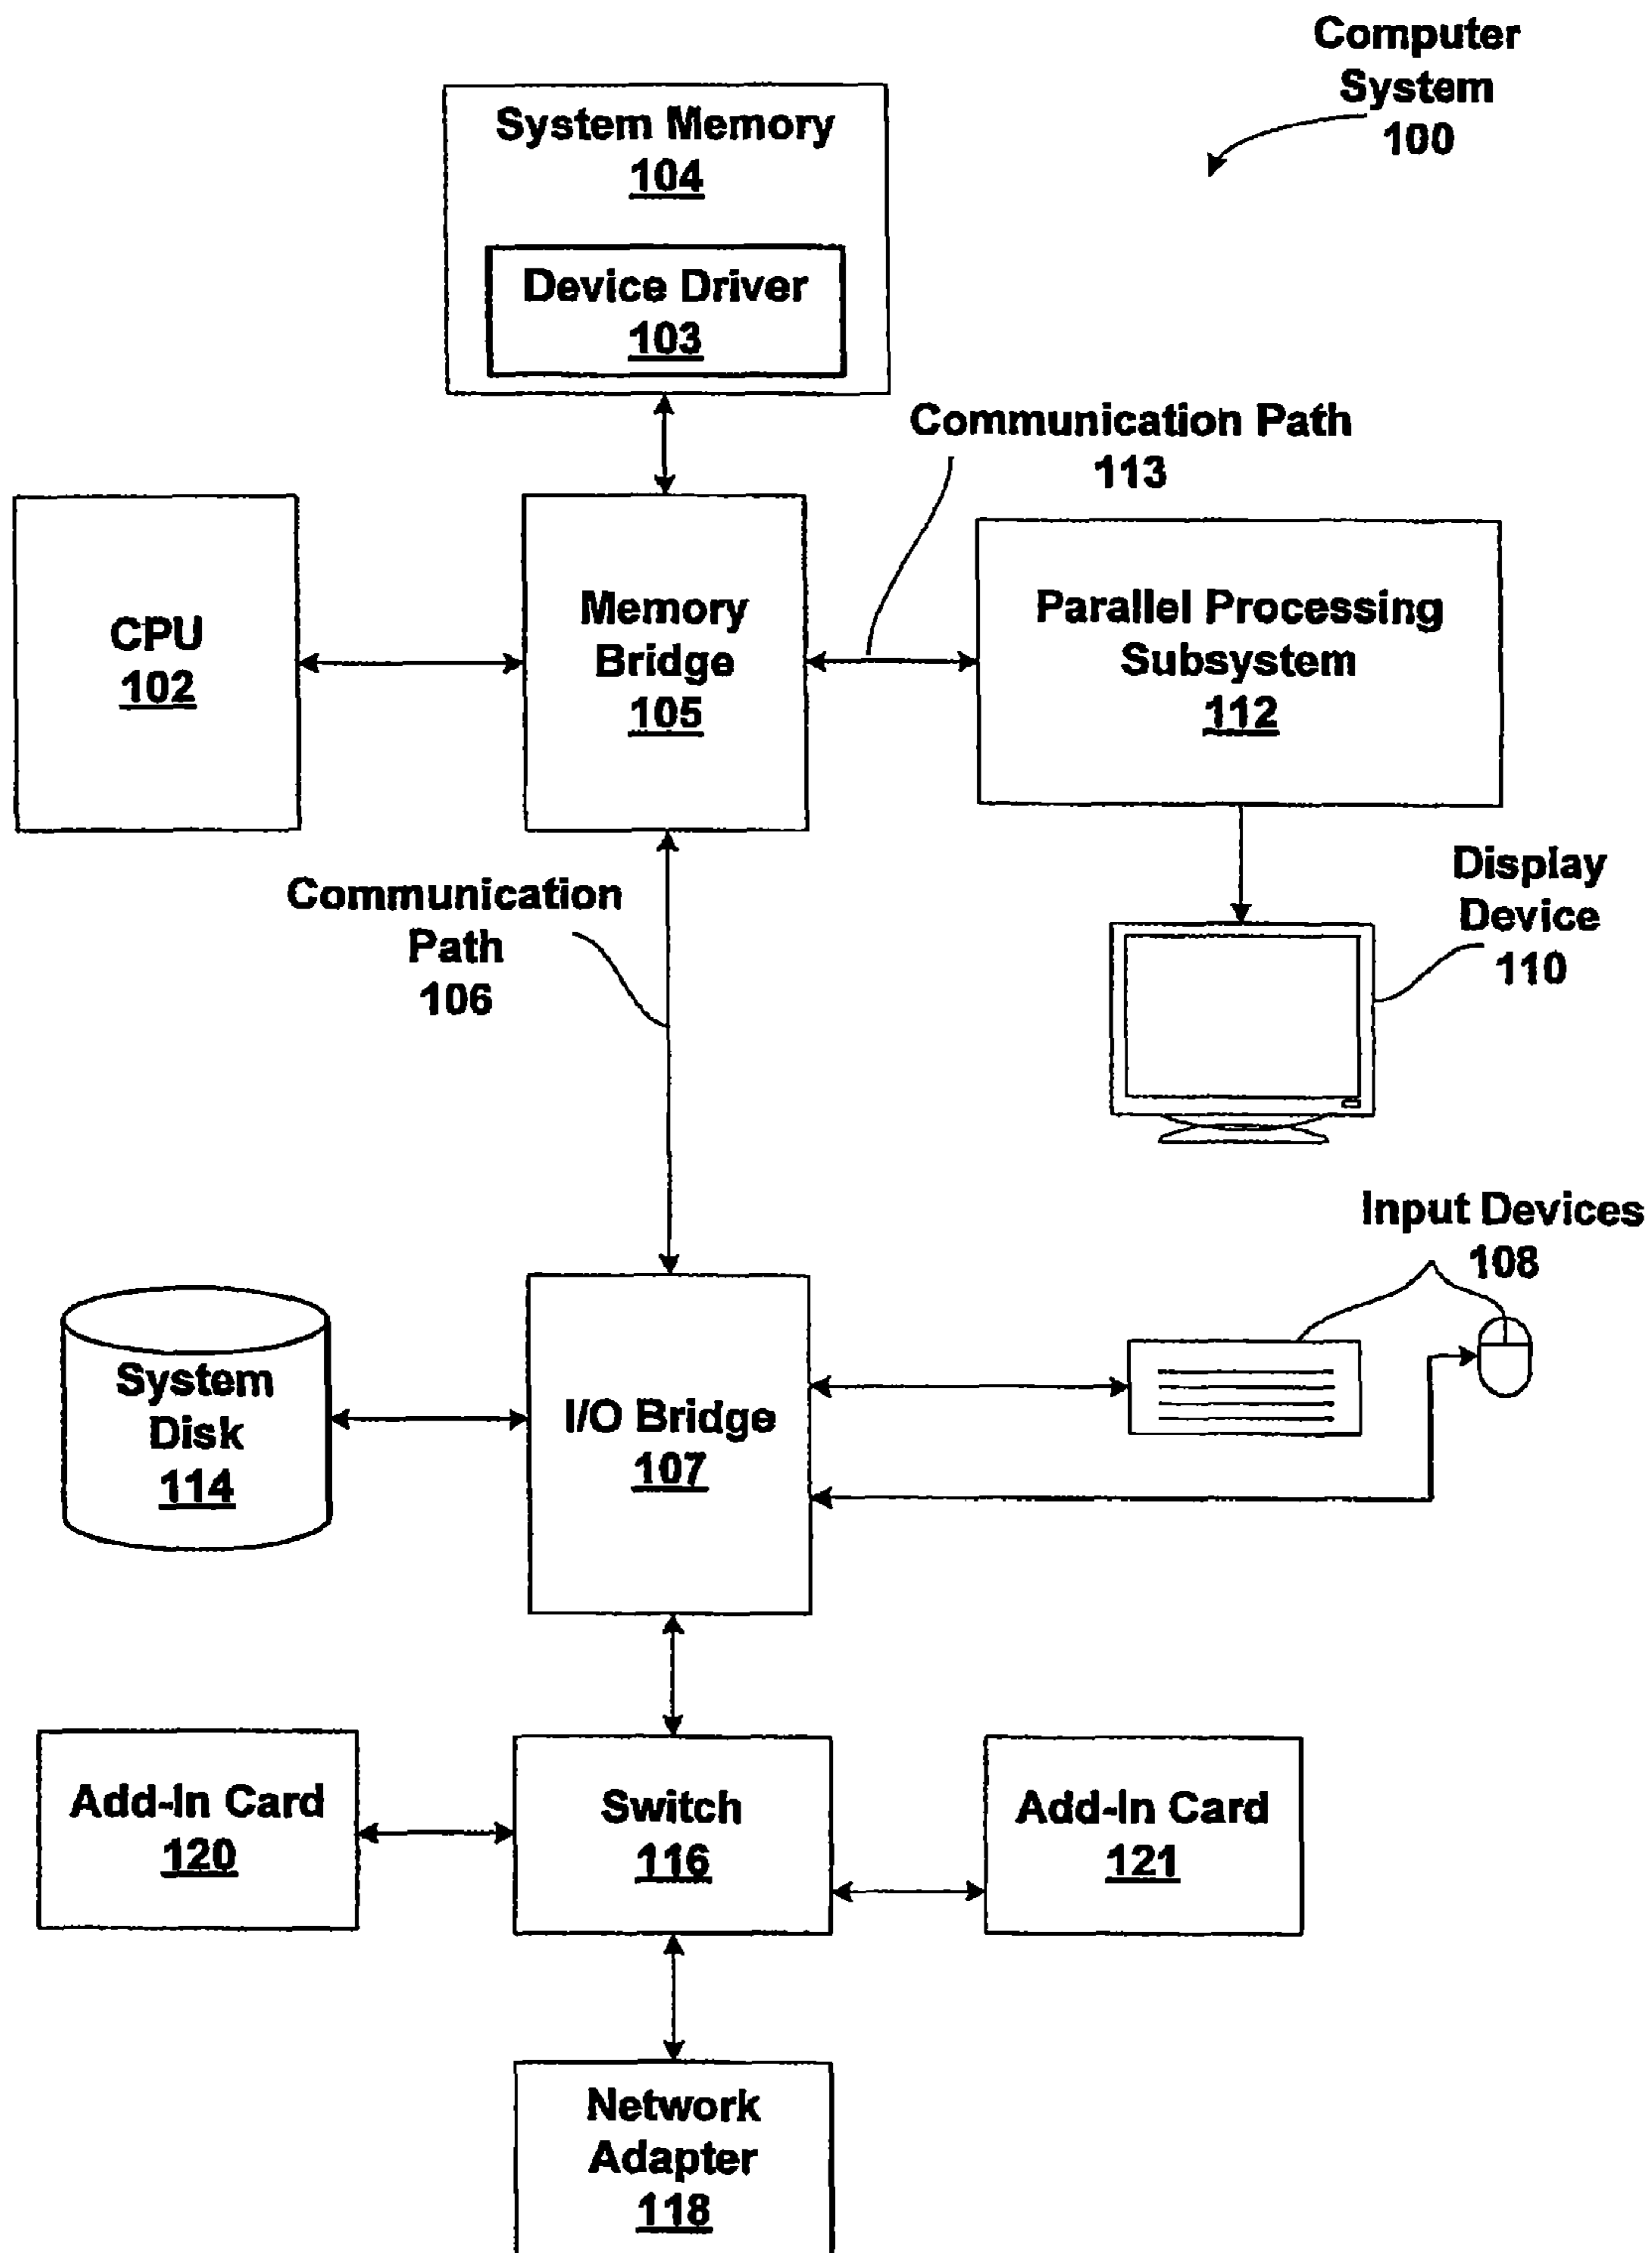 Computer
System
100
System Memory
104
Device Driver
103
Communication Path
113
CPU
102
Memory
Bridge
105
Parallel Processing
Subsystem
112
Communication
Path
106
Display
Device
110
Input Devices
108
System
Disk
114
I/O Bridge
107
Add-In Card
120
Switch
116
Add-In Card
121
Network
Adapter
118